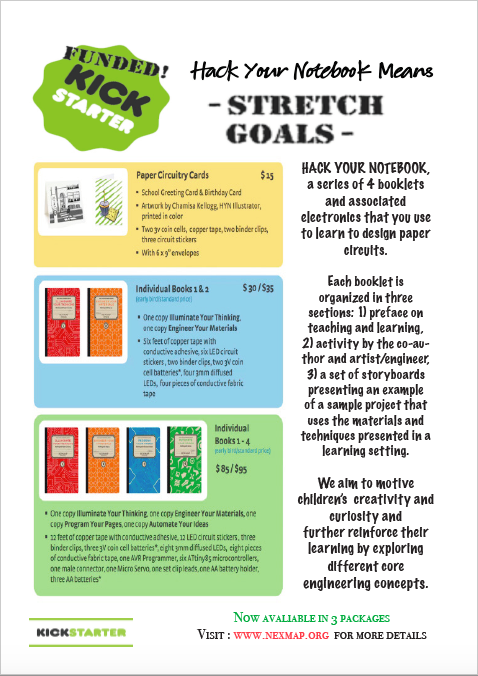 FUNDED!
KICK
STARTER
Hack Your Notebook Means
- STRETCH
GOALS -
Paper Circuitry Cards $ 15
• School Greeting Card & Birthday Card
• Artwork by Chamisa Kellogg, HYN Illustrator,
printed in color
• Two 3v coin cells, copper tape, two binder clips,
three circuit stickers
• With 6 x 9" envelopes
Individual Books 1 & 2 $ 30 / $35
(early bird/standard price)
• One copy Illuminate Your Thinking,
one copy Engineer Your Materials
• Six feet of copper tape with
conductive adhesive, six LED circuit
stickers , two binder clips, two 3V coin
cell batteries*, four 3mm diffused
LEDs, four pieces of conductive fabric
tape
Individual
Books 1 - 4
(early bird/standard price)
$85/ $95
• One copy Illuminate Your Thinking, one copy Engineer Your Materials, one
copy Program Your Pages, one copy Automate Your Ideas
• 12 feet of copper tape with conductive adhesive, 12 LED circuit stickers, three
binder clips, three 3V coin cell batteries*, eight 3mm diffused LEDs, eight pieces
of conductive fabric tape, one AVR Programmer, six ATtiny85 microcontrollers,
one male connector, one Micro Servo, one set clip leads, one AA battery holder,
three AA batteries*
HACK YOUR NOTEBOOK,
a series of 4 booklets
and associated
electronics that you use
to learn to design paper
circuits.
Each booklet is
organized in three
sections: 1) preface on
teaching and learning,
2) activity by the co-au-
thor and artist/engineer,
3) a set of storyboards
presenting an example
of a sample project that
uses the materials and
techniques presented in a
learning setting.
We aim to motive
children's creativity and
curiosity and
further reinforce their
learning by exploring
different core
engineering concepts.
KICKSTARTER
Now avaliable in 3 packages
Visit : www.nexmap.org for more details